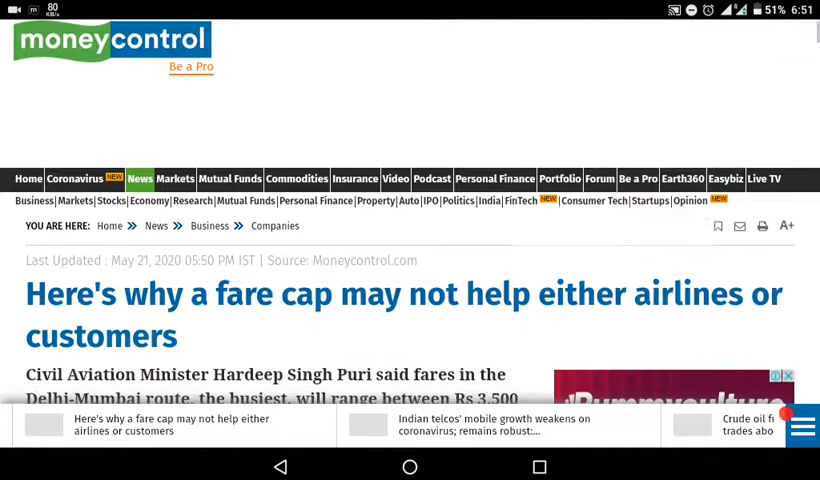 80 KB/s 51% 6:51
moneycontrol
Be a Pro
Home Coronavirus NEW News Markets Mutual Funds Commodities Insurance Video Podcast Personal Finance Portfolio Forum Be a Pro Earth360 Easybiz Live TV
Business| Markets| Stocks| Economy| Research| Mutual Funds| Personal Finance| Property| Auto| IPO| Politics| India| FinTech NEW | Consumer Tech| Startups| Opinion NEW
YOU ARE HERE: Home » News » Business » Companies A+
Last Updated : May 21, 2020 05:50 PM IST | Source: Moneycontrol.com
Here's why a fare cap may not help either airlines or
customers
Civil Aviation Minister Hardeep Singh Puri said fares in the
Delhi-Mumbai route, the busiest, will range between Rs 3,500
Here's why a fare cap may not help either
airlines or customers
Indian telcos' mobile growth weakens on
coronavirus; remains robust:...
Crude oil
trades